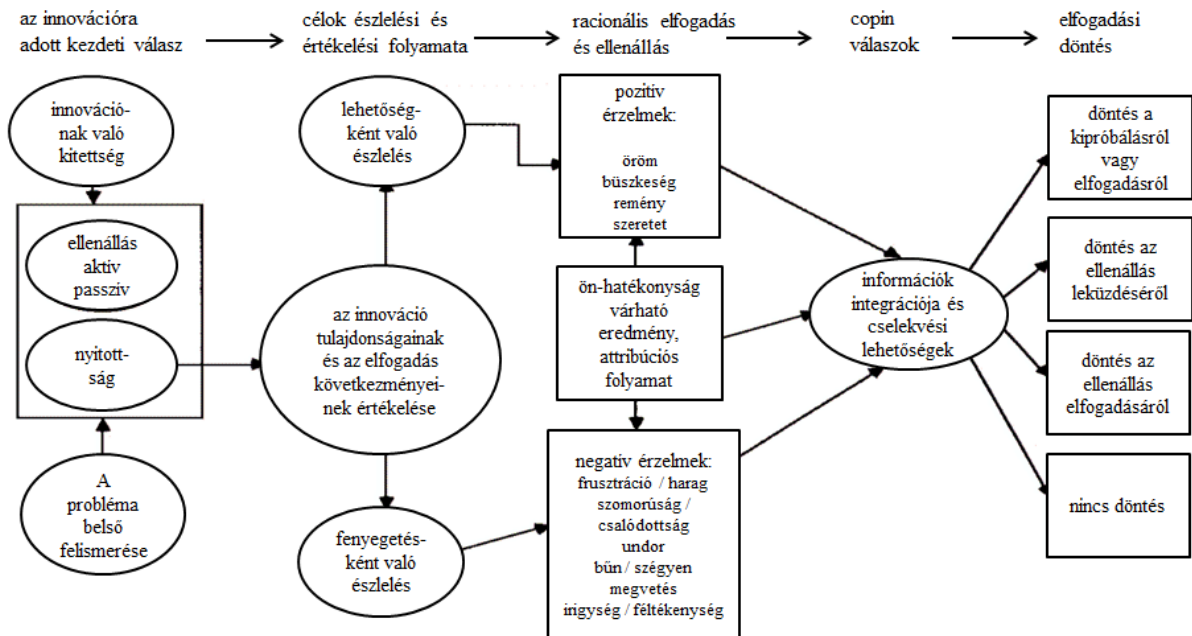 az innovációra
adott kezdeti válasz
célok észlelési és
értékelési folyamata
racionális elfogadás
és ellenállás
copin
válaszok
elfogadási
döntés
innováció-
nak való
kitettség
ellenállás
aktív
passzív
nyitott-
ság
A
probléma
belső
felismerése
lehetőség-
ként való
észlelés
az innováció
tulajdonságainak
és az elfogadás
következményei-
nek értékelése
fenyegetés-
ként való
észlelés
pozitív
érzelmek:
öröm
büszkeség
remény
szeretet
ön-hatékonyság
várható
eredmény,
attribúciós
folyamat
negatív érzelmek:
frusztráció / harag
szomorúság /
csalódottság
undor
bűn / szégyen
megvetés
irigység / féltékenység
információk
integrációja és
cselekvési
lehetőségek
döntés a
kipróbálásról
vagy
elfogadásról
döntés az
ellenállás
leküzdéséről
döntés az
ellenállás
elfogadásáról
nincs döntés